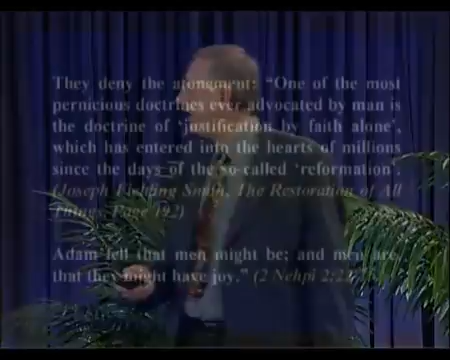 They deny the atonement: “One of the most
pernicious doctrines ever advocated by man is
the doctrine of ‘justification by faith alone’,
which has entered into the hearts of millions
since the days of the so-called ‘reformation’.
(Joseph Fielding Smith, The Restoration of All
Things, Page 192)
Adam fell that men might be; and men are,
that they might have joy.” (2 Nehpi 2:25)